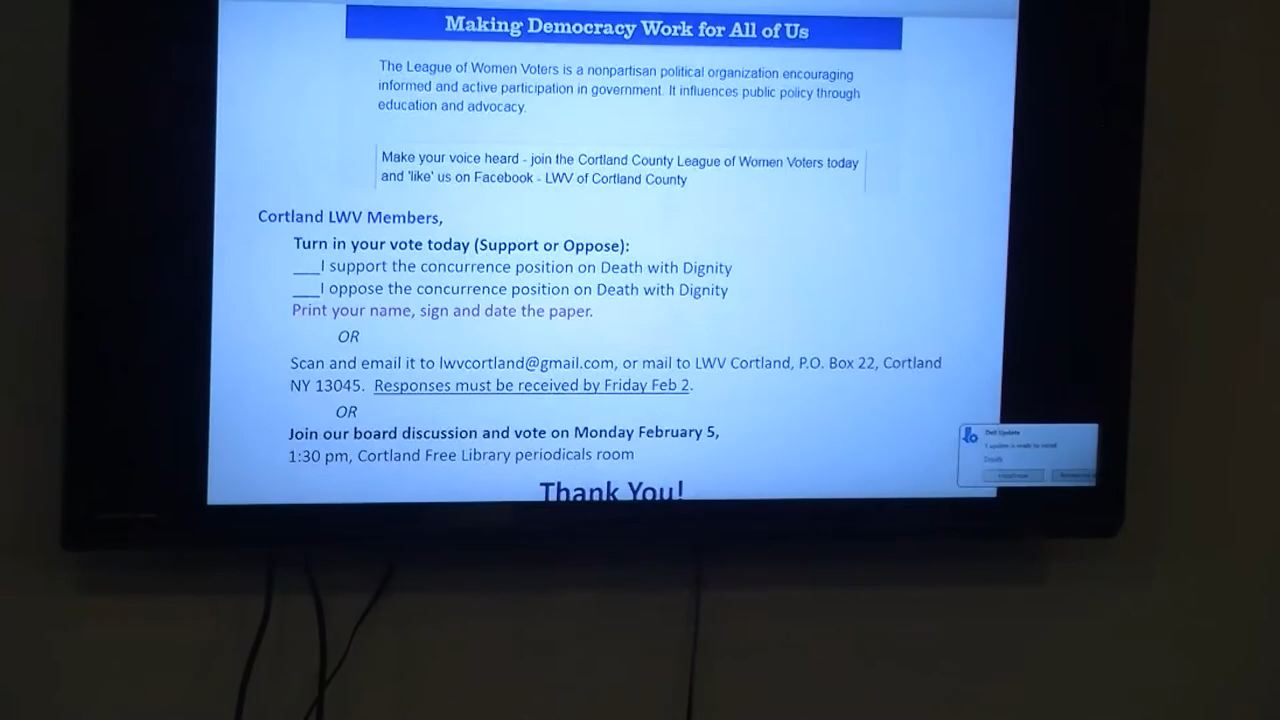 Making Democracy Work for All of Us
The League of Women Voters is a nonpartisan political organization encouraging
informed and active participation in government. It influences public policy through
education and advocacy.
Make your voice heard - join the Cortland County League of Women Voters today
and 'like' us on Facebook - LWV of Cortland County
Cortland LWV Members,
Turn in your vote today (Support or Oppose):
___I support the concurrence position on Death with Dignity
___I oppose the concurrence position on Death with Dignity
Print your name, sign and date the paper.
OR
Scan and email it to lwvcortland@gmail.com, or mail to LWV Cortland, P.O. Box 22, Cortland
NY 13045. Responses must be received by Friday Feb 2.
OR
Join our board discussion and vote on Monday February 5,
1:30 pm, Cortland Free Library periodicals room
Thank You!
Dell Update